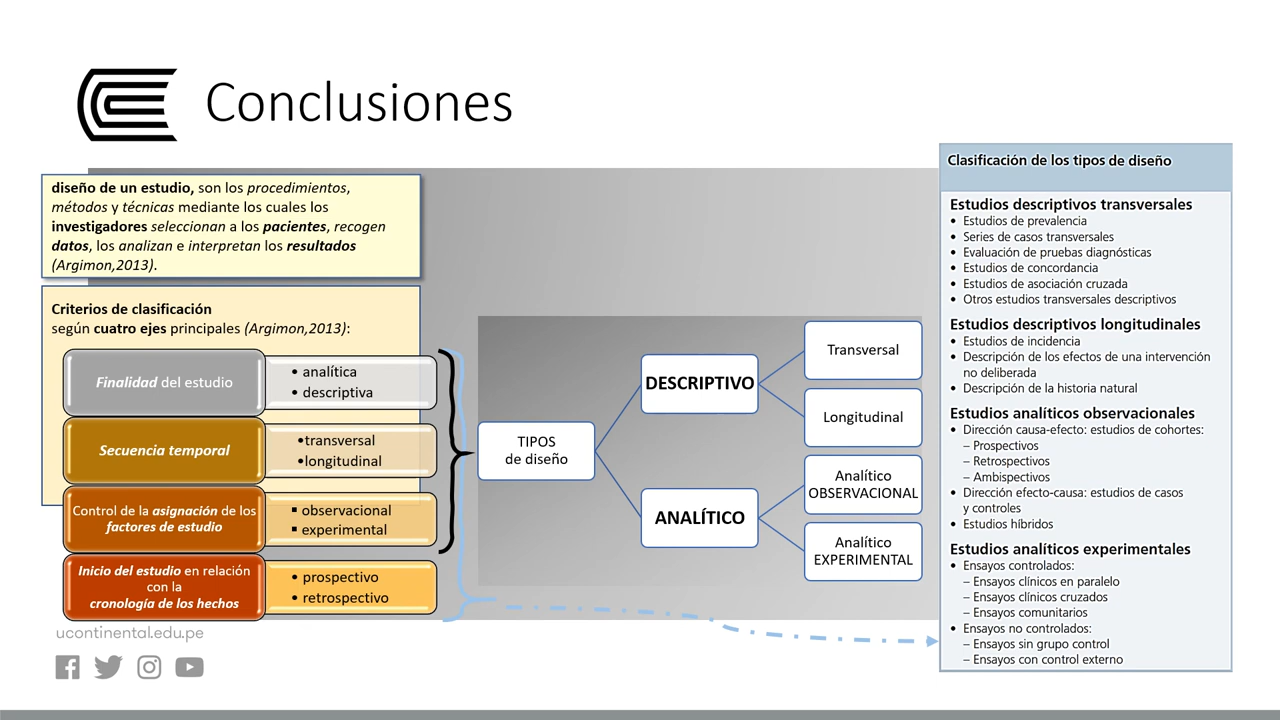 Conclusiones
diseño de un estudio, son los procedimientos,
métodos y técnicas mediante los cuales los
investigadores seleccionan a los pacientes, recogen
datos, los analizan e interpretan los resultados
(Argimon,2013).
Criterios de clasificación
según cuatro ejes principales (Argimon,2013):
Finalidad del estudio
• analítica
• descriptiva
Secuencia temporal
•transversal
•longitudinal
Control de la asignación de los
factores de estudio
▪ observacional
▪ experimental
Inicio del estudio en relación
con la
cronología de los hechos
• prospectivo
• retrospectivo
ucontinental.edu.pe
TIPOS
de diseño
DESCRIPTIVO
Transversal
Longitudinal
ANALÍTICO
Analítico
OBSERVACIONAL
Analítico
EXPERIMENTAL
Clasificación de los tipos de diseño
Estudios descriptivos transversales
• Estudios de prevalencia
• Series de casos transversales
• Evaluación de pruebas diagnósticas
• Estudios de concordancia
• Estudios de asociación cruzada
• Otros estudios transversales descriptivos
Estudios descriptivos longitudinales
• Estudios de incidencia
• Descripción de los efectos de una intervención
no deliberada
• Descripción de la historia natural
Estudios analíticos observacionales
• Dirección causa-efecto: estudios de cohortes:
– Prospectivos
– Retrospectivos
– Ambispectivos
• Dirección efecto-causa: estudios de casos
y controles
• Estudios híbridos
Estudios analíticos experimentales
• Ensayos controlados:
– Ensayos clínicos en paralelo
– Ensayos clínicos cruzados
– Ensayos comunitarios
• Ensayos no controlados:
– Ensayos sin grupo control
– Ensayos con control externo